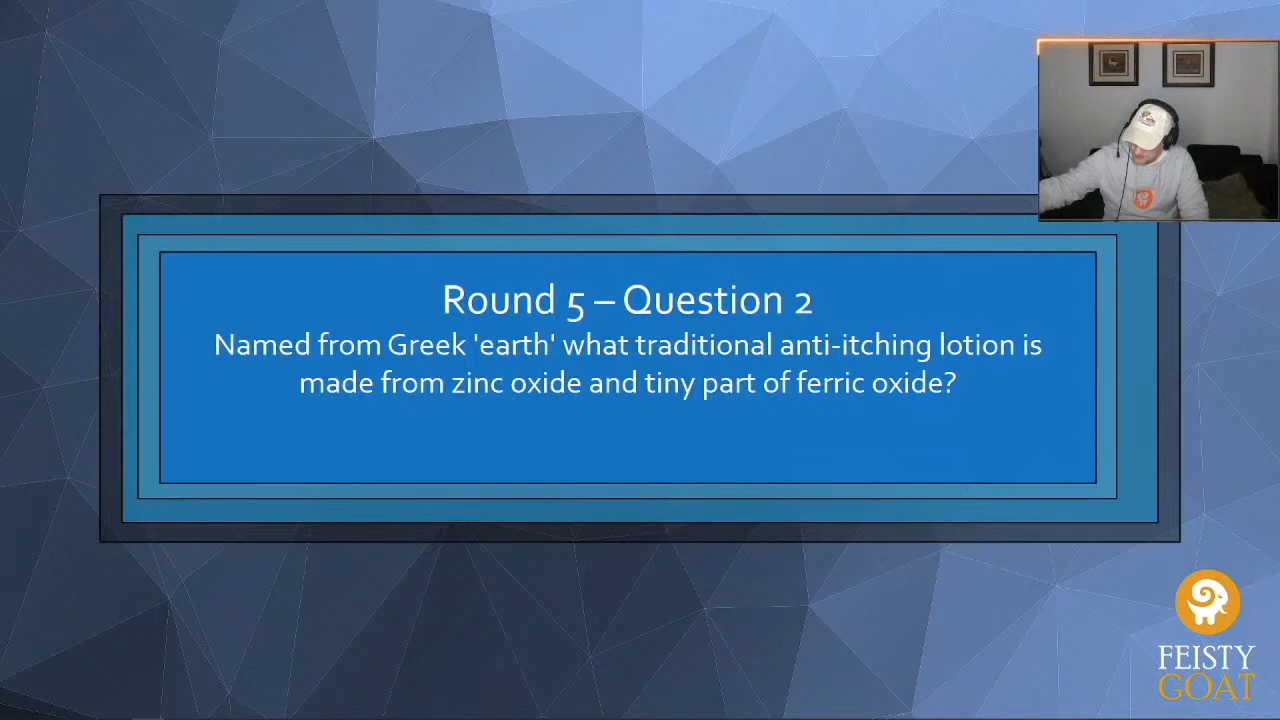 Round 5 – Question 2
Named from Greek 'earth' what traditional anti-itching lotion is
made from zinc oxide and tiny part of ferric oxide?
FEISTY
GOAT